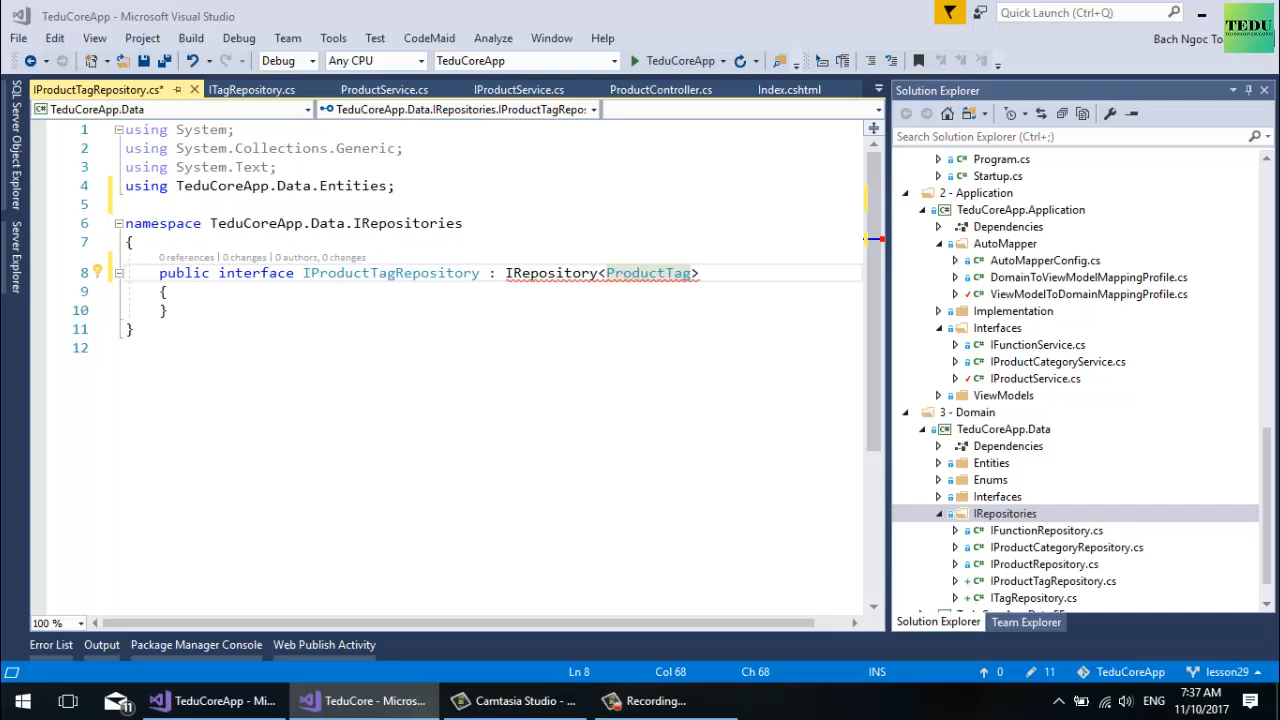 TeduCoreApp - Microsoft Visual Studio
Quick Launch (Ctrl+Q)
TEDU
File Edit View Project Build Debug Team Tools Test CodeMaid Analyze Window Help
Bach Ngoc To
Debug Any CPU TeduCoreApp TeduCoreApp
SQL Server Object Explorer
Server Explorer
IProductTagRepository.cs* ITagRepository.cs ProductService.cs IProductService.cs ProductController.cs Index.cshtml
TeduCoreApp.Data TeduCoreApp.Data.IRepositories.IProductTagRepos
1 using System;
2 using System.Collections.Generic;
3 using System.Text;
4 using TeduCoreApp.Data.Entities;
5
6 namespace TeduCoreApp.Data.IRepositories
7 {
0 references | 0 changes | 0 authors, 0 changes
8 public interface IProductTagRepository : IRepository<ProductTag>
9 {
10 }
11 }
12
100 %
Solution Explorer
Search Solution Explorer (Ctrl+;)
Program.cs
Startup.cs
2 - Application
TeduCoreApp.Application
Dependencies
AutoMapper
AutoMapperConfig.cs
DomainToViewModelMappingProfile.cs
ViewModelToDomainMappingProfile.cs
Implementation
Interfaces
IFunctionService.cs
IProductCategoryService.cs
IProductService.cs
ViewModels
3 - Domain
TeduCoreApp.Data
Dependencies
Entities
Enums
Interfaces
IRepositories
IFunctionRepository.cs
IProductCategoryRepository.cs
IProductRepository.cs
IProductTagRepository.cs
ITagRepository.cs
Solution Explorer Team Explorer
Error List Output Package Manager Console Web Publish Activity
Ln 8 Col 68 Ch 68 INS 0 11 TeduCoreApp lesson29
11 TeduCoreApp - Mi... TeduCore - Micros... Camtasia Studio - ... Recording... ENG
7:37 AM
11/10/2017